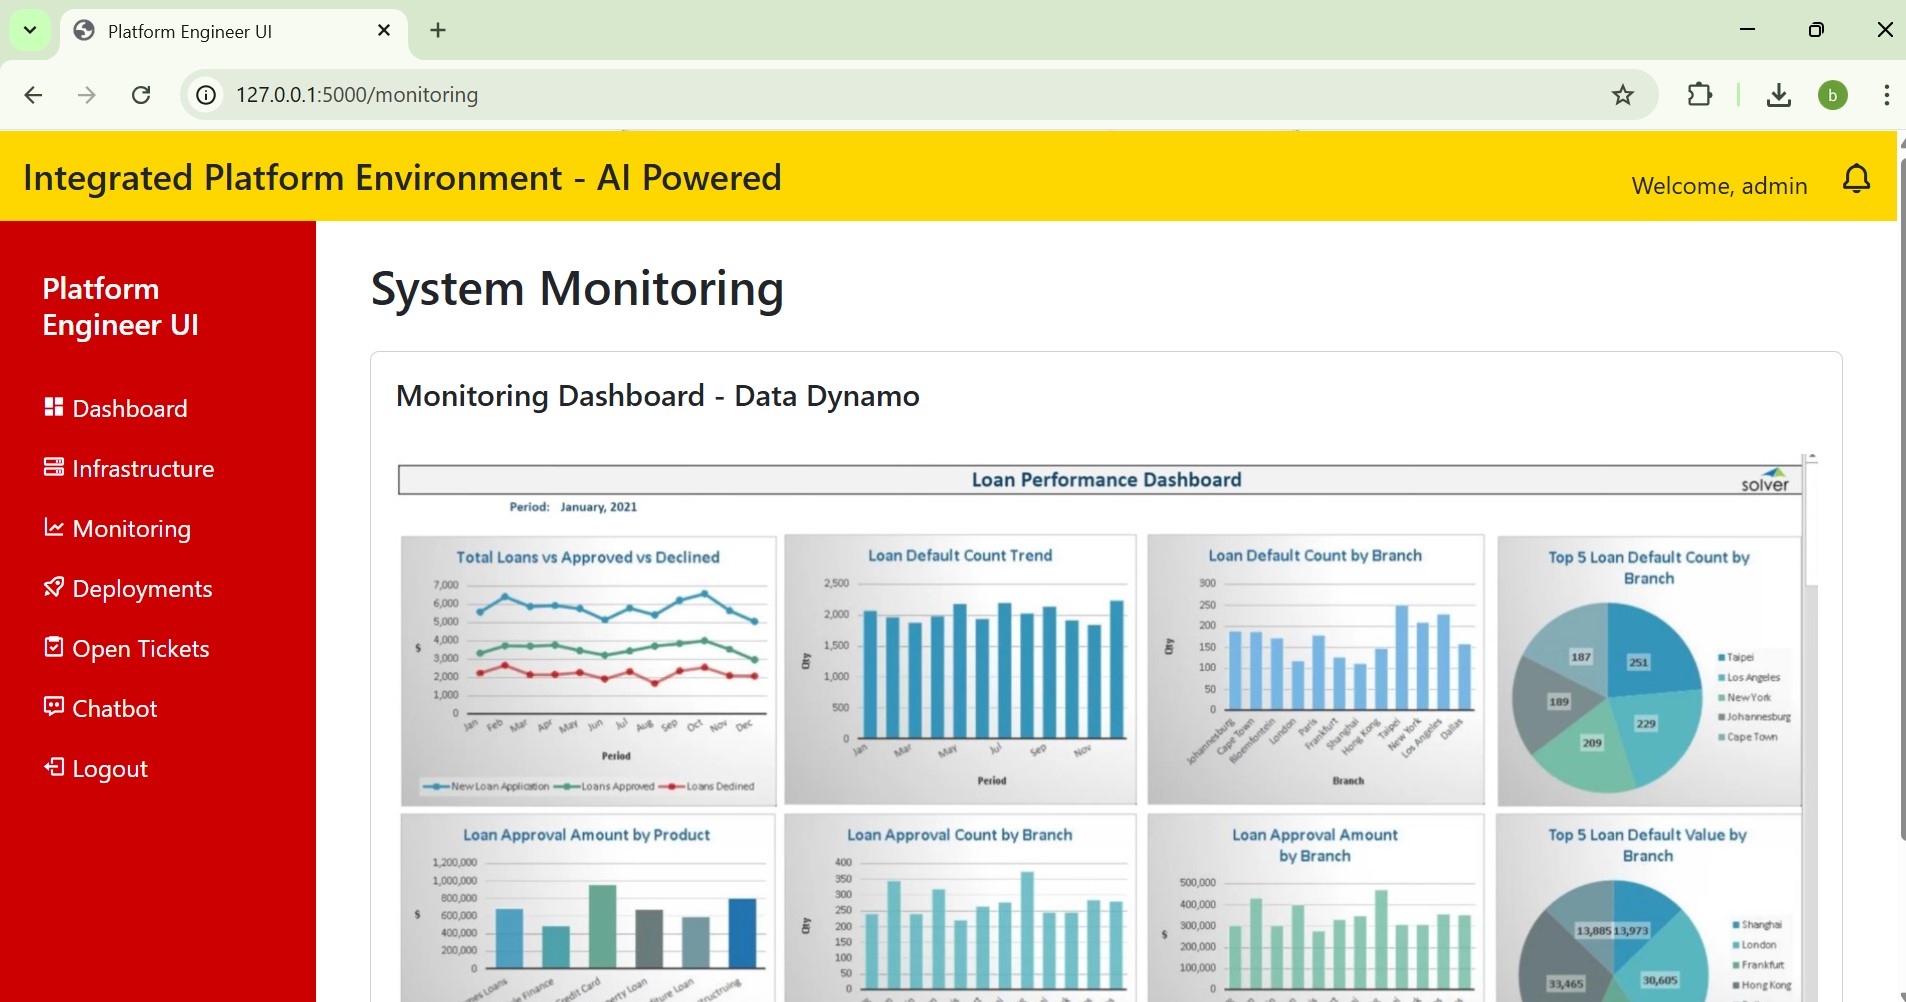 Platform Engineer UI
127.0.0.1:5000/monitoring
b
Integrated Platform Environment - AI Powered
Welcome, admin
Platform
Engineer UI
Dashboard
Infrastructure
Monitoring
Deployments
Open Tickets
Chatbot
Logout
System Monitoring
Monitoring Dashboard - Data Dynamo
Loan Performance Dashboard
solver
Period: January, 2021
Total Loans vs Approved vs Declined
7,000
6,000
5,000
4,000
3,000
2,000
1,000
0
$
Jan Feb Mar Apr May Jun Jul Aug Sep Oct Nov Dec
Period
New Loan Application Loans Approved Loans Declined
Loan Default Count Trend
2,500
2,000
1,500
1,000
500
0
Qty
Jan Mar May Jul Sep Nov
Period
Loan Default Count by Branch
300
250
200
150
100
50
0
Qty
Johannesburg Cape Town Bloemfontein London Paris Frankfurt Shanghai Hong Kong Taipei New York Los Angeles Dallas
Branch
Top 5 Loan Default Count by
Branch
187
251
189
229
209
Taipei
Los Angeles
New York
Johannesburg
Cape Town
Loan Approval Amount by Product
1,200,000
1,000,000
800,000
600,000
400,000
200,000
0
$
Loans Finance Credit Card Loan Loan
Loan Approval Count by Branch
400
350
300
250
200
150
100
50
0
Qty
Loan Approval Amount
by Branch
500,000
400,000
300,000
200,000
100,000
0
$
Top 5 Loan Default Value by
Branch
13,885 13,973
33,465
30,605
Shanghai
London
Frankfurt
Hong Kong